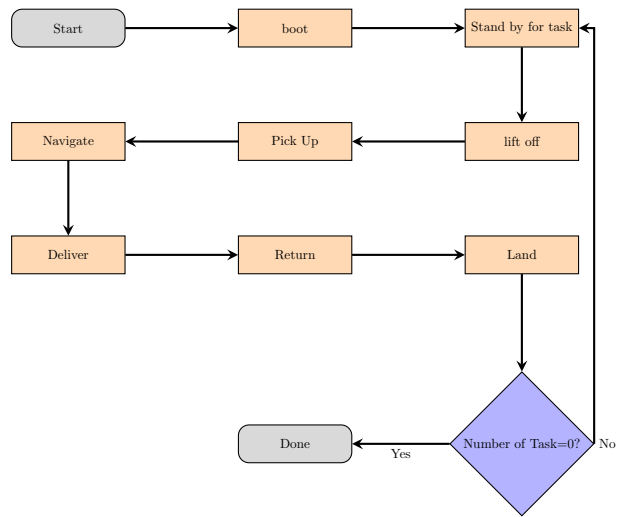 Start
boot
Stand by for task
Navigate
Pick Up
lift off
Deliver
Return
Land
Done
Yes
Number of Task=0?
No